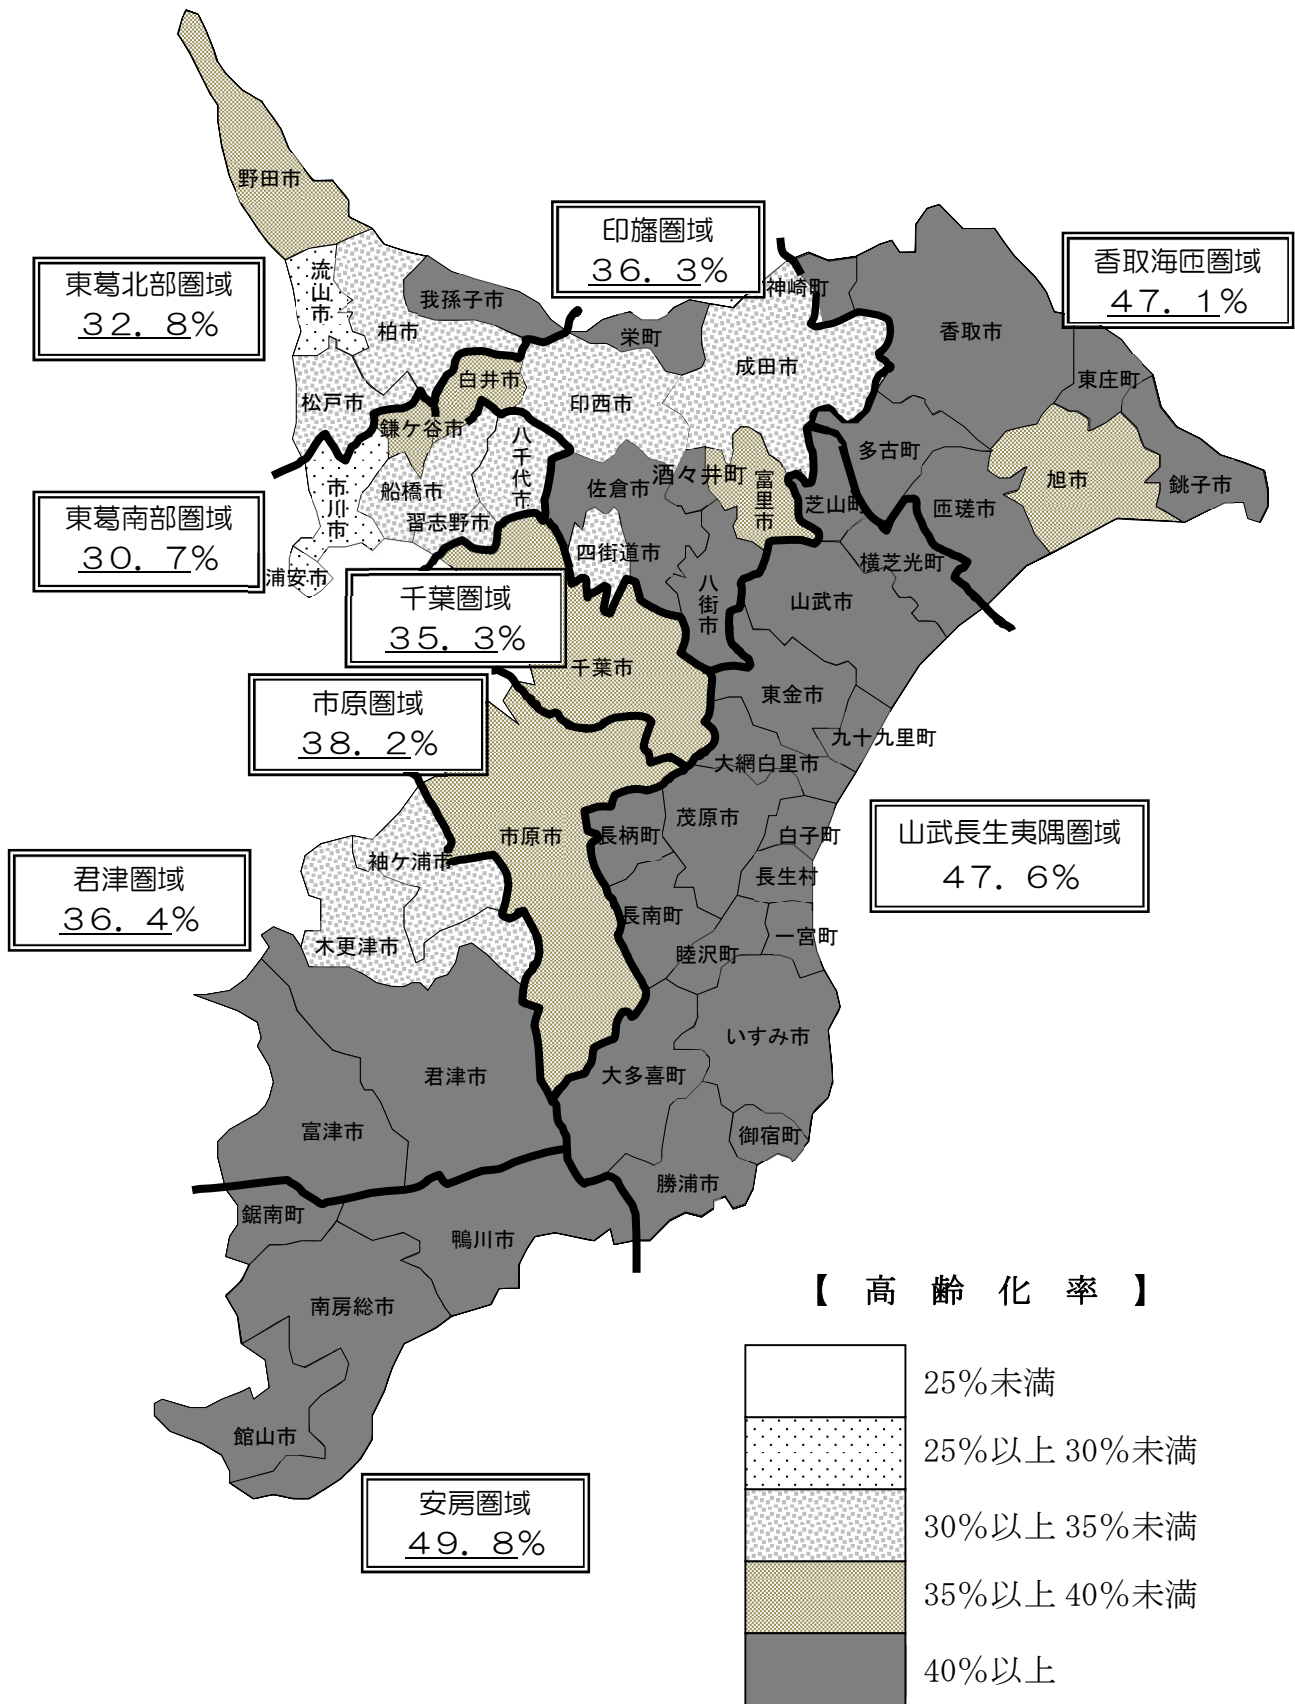 野田市
印旛圏域
36．3%
香取海匝圏域
47．1%
東葛北部圏域
32．8%
流山市
我孫子市
柏市
神崎町
栄町
香取市
成田市
東庄町
白井市
印西市
松戸市
鎌ケ谷市
八千代市
多古町
旭市
銚子市
酒々井町
佐倉市
富里市
船橋市
市川市
芝山町
匝瑳市
習志野市
東葛南部圏域
30．7%
四街道市
横芝光町
浦安市
八街市
山武市
千葉圏域
35．3%
千葉市
東金市
市原圏域
38．2%
九十九里町
大網白里市
茂原市
白子町
市原市
長柄町
山武長生夷隅圏域
47．6%
袖ケ浦市
君津圏域
36．4%
長生村
長南町
一宮町
木更津市
睦沢町
いすみ市
君津市
大多喜町
富津市
御宿町
勝浦市
鋸南町
鴨川市
南房総市
館山市
安房圏域
49．8%
【 高 齢 化 率 】
25%未満
25%以上 30%未満
30%以上 35%未満
35%以上 40%未満
40%以上